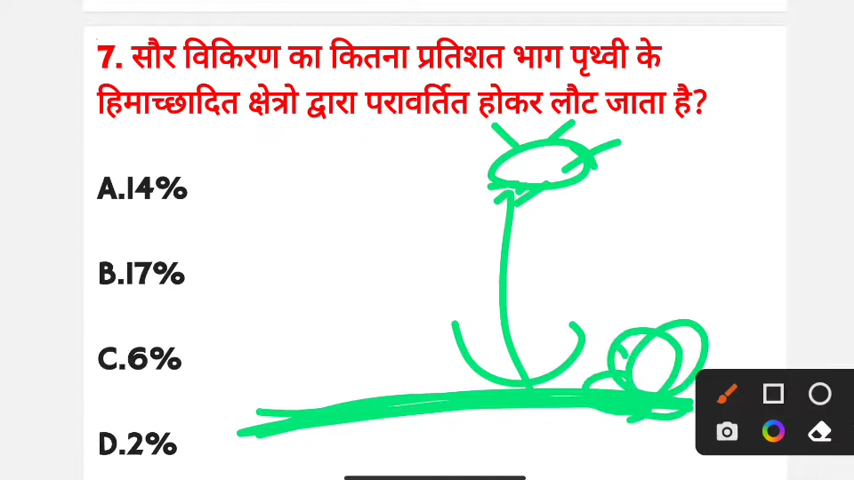 7. सौर विकिरण का कितना प्रतिशत भाग पृथ्वी के
हिमाच्छादित क्षेत्रो द्वारा परावर्तित होकर लौट जाता है?
A.14%
B.17%
C.6%
D.2%